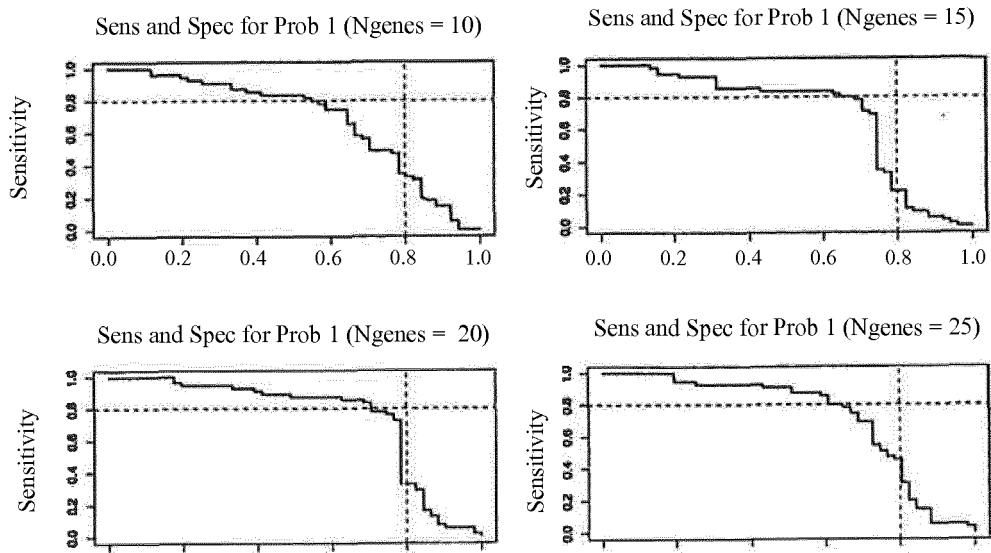 Sens and Spec for Prob 1 (Ngenes = 10)
Sensitivity
1.0
0.8
0.6
0.4
0.2
0.0
0.0 0.2 0.4 0.6 0.8 1.0
Sens and Spec for Prob 1 (Ngenes = 15)
Sensitivity
1.0
0.8
0.6
0.4
0.2
0.0
0.0 0.2 0.4 0.6 0.8 1.0
Sens and Spec for Prob 1 (Ngenes = 20)
Sensitivity
1.0
0.8
0.6
0.4
0.2
0.0
Sens and Spec for Prob 1 (Ngenes = 25)
Sensitivity
1.0
0.8
0.6
0.4
0.2
0.0